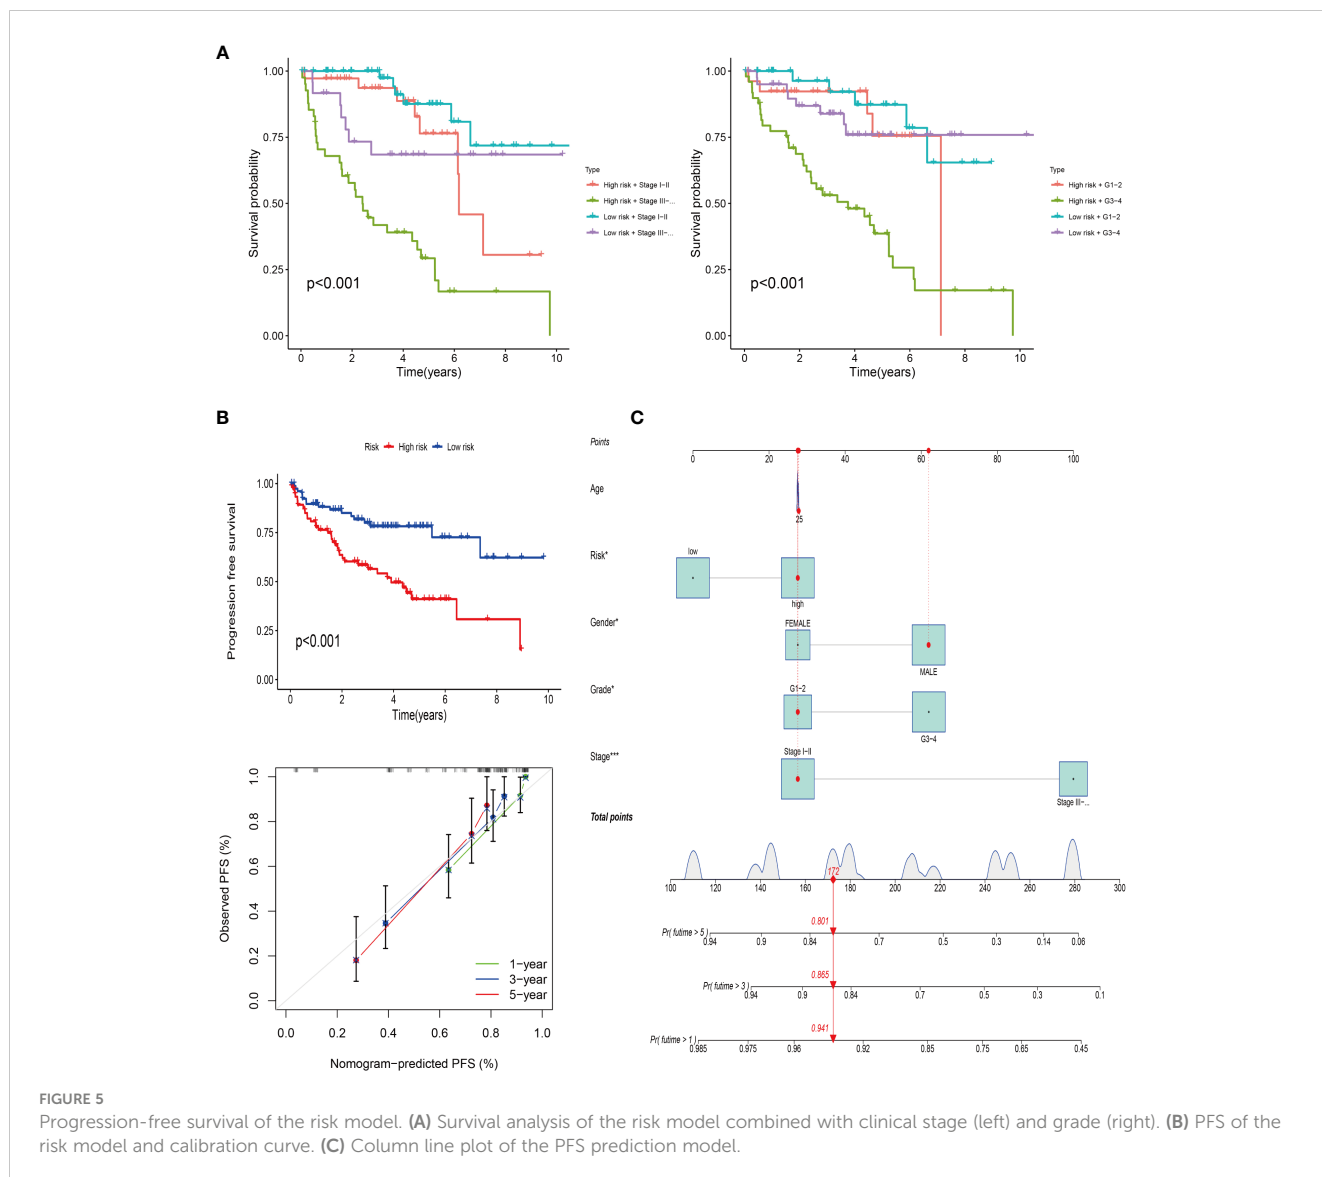 A
1.00
0.75
0.50
0.25
0.00
Survival probability
0 2 4 6 8 10
Time(years)
p<0.001
Type
High risk + Stage I-II
High risk + Stage III-...
Low risk + Stage I-II
Low risk + Stage III-...
1.00
0.75
0.50
0.25
0.00
Survival probability
0 2 4 6 8 10
Time(years)
p<0.001
Type
High risk + G1-2
High risk + G3-4
Low risk + G1-2
Low risk + G3-4
B
Risk High risk Low risk
1.00
0.75
0.50
0.25
0.00
Progression free survival
p<0.001
0 2 4 6 8 10
Time(years)
1.0
0.8
0.6
0.4
0.2
0.0
Observed PFS (%)
1-year
3-year
5-year
0.0 0.2 0.4 0.6 0.8 1.0
Nomogram-predicted PFS (%)
C
Points
0 20 40 60 80 100
Age
25
Risk*
low
high
Gender*
FEMALE
MALE
Grade*
G1-2
G3-4
Stage***
Stage I-II
Stage III-...
Total points
172
100 120 140 160 180 200 220 240 260 280 300
0.801
Pr( futime > 5 )
0.94 0.9 0.84 0.7 0.5 0.3 0.14 0.06
0.865
Pr( futime > 3 )
0.94 0.9 0.84 0.7 0.5 0.3 0.1
0.941
Pr( futime > 1 )
0.985 0.975 0.96 0.92 0.85 0.75 0.65 0.45
FIGURE 5
Progression-free survival of the risk model. (A) Survival analysis of the risk model combined with clinical stage (left) and grade (right). (B) PFS of the
risk model and calibration curve. (C) Column line plot of the PFS prediction model.